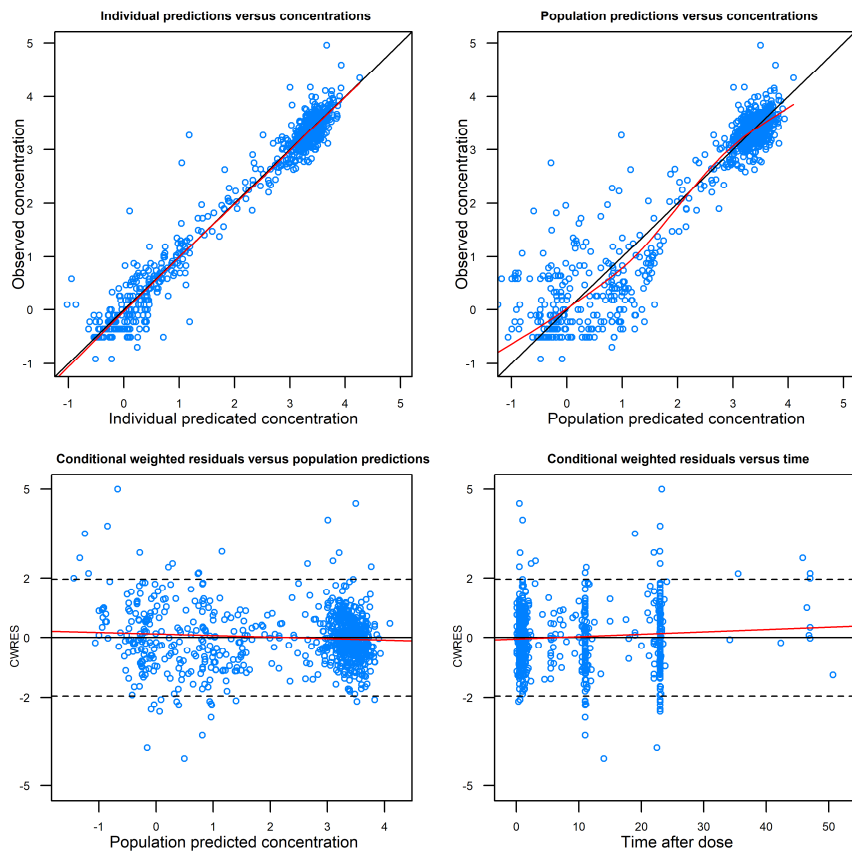 Individual predictions versus concentrations
5
4
3
2
1
0
-1
Observed concentration
-1 0 1 2 3 4 5
Individual predicated concentration
Population predictions versus concentrations
5
4
3
2
1
0
-1
Observed concentration
-1 0 1 2 3 4 5
Population predicated concentration
Conditional weighted residuals versus population predictions
5
2
0
-2
-5
CWRES
-1 0 1 2 3 4
Population predicted concentration
Conditional weighted residuals versus time
5
2
0
-2
-5
CWRES
0 10 20 30 40 50
Time after dose